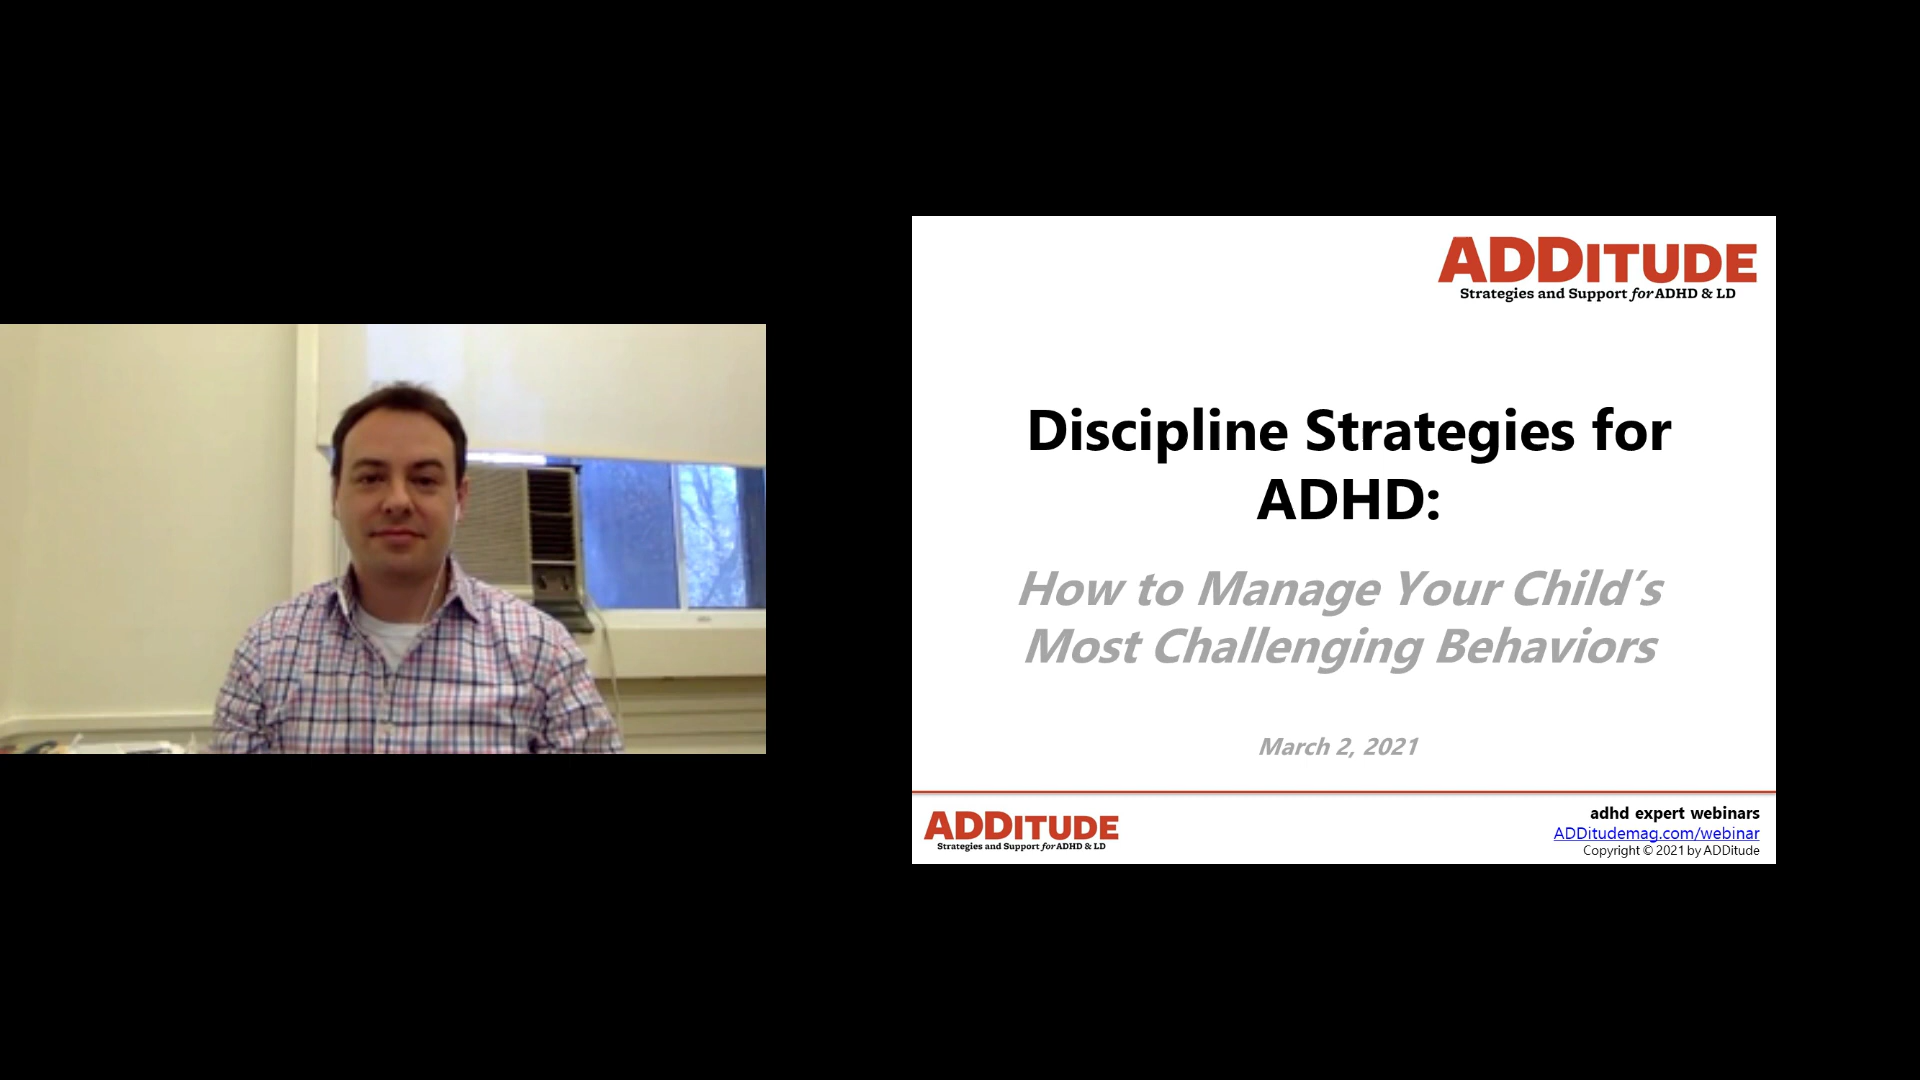 ADDITUDE
Strategies and Support for ADHD & LD
Discipline Strategies for
ADHD:
How to Manage Your Child's
Most Challenging Behaviors
March 2, 2021
ADDITUDE
Strategies and Support for ADHD & LD
adhd expert webinars
ADDitudemag.com/webinar
Copyright © 2021 by ADDitude